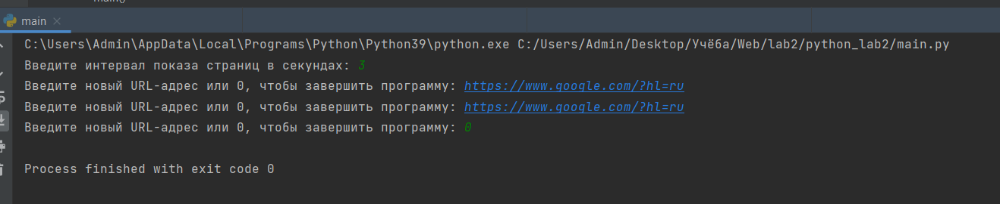 main()
main
C:\Users\Admin\AppData\Local\Programs\Python\Python39\python.exe C:/Users/Admin/Desktop/Учёба/Web/lab2/python_lab2/main.py
Введите интервал показа страниц в секундах: 3
Введите новый URL-адрес или 0, чтобы завершить программу: https://www.google.com/?hl=ru
Введите новый URL-адрес или 0, чтобы завершить программу: https://www.google.com/?hl=ru
Введите новый URL-адрес или 0, чтобы завершить программу: 0
Process finished with exit code 0